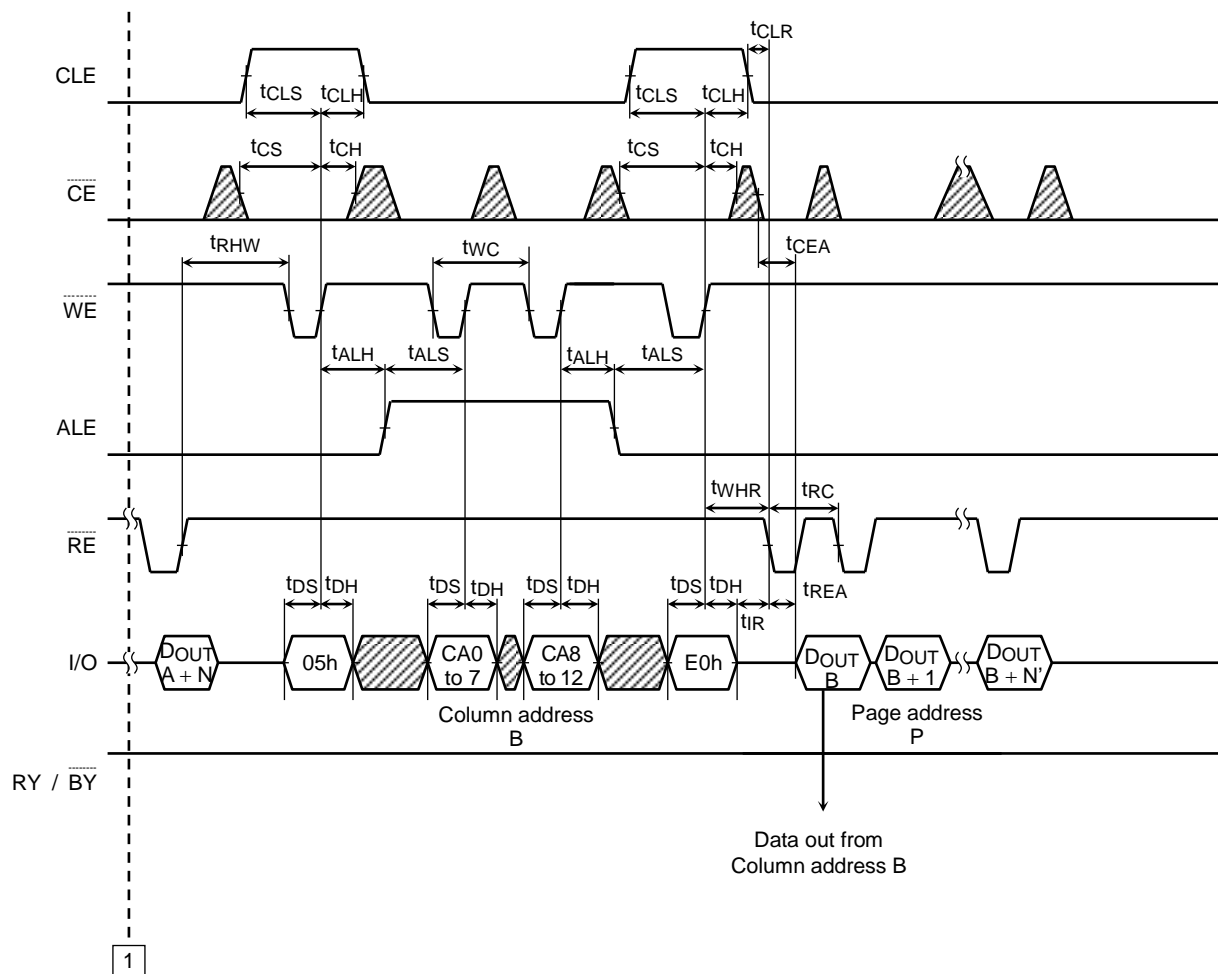 tCLR
CLE
tCLS tCLH tCLS tCLH
tCS tCH tCS tCH
CE
tRHW tWC tCEA
WE
tALH tALS tALH tALS
ALE
tWHR tRC
RE
tDS tDH tDS tDH tDS tDH tDS tDH tREA
tIR
I/O
DOUT
A + N
05h
CA0
to 7
CA8
to 12
E0h
DOUT
B
DOUT
B + 1
DOUT
B + N’
Column address
B
Page address
P
RY / BY
Data out from
Column address B
1